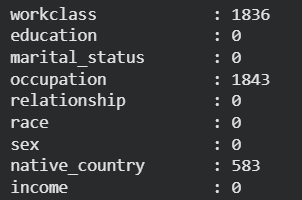 workclass : 1836
education : 0
marital_status : 0
occupation : 1843
relationship : 0
race : 0
sex : 0
native_country : 583
income : 0